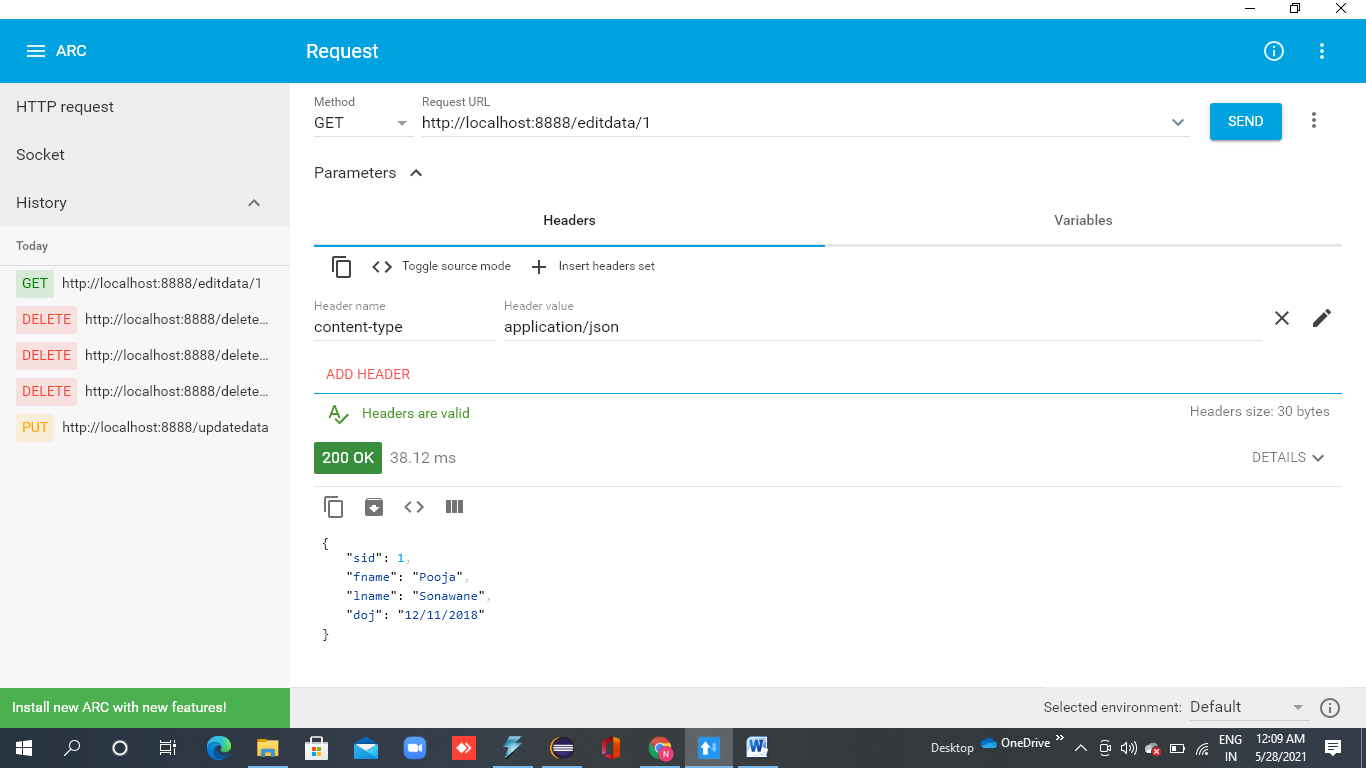 ARC
Request
HTTP request
Socket
History
Today
GET http://localhost:8888/editdata/1
DELETE http://localhost:8888/delete...
DELETE http://localhost:8888/delete...
DELETE http://localhost:8888/delete...
PUT http://localhost:8888/updatedata
Install new ARC with new features!
Method
GET
Request URL
http://localhost:8888/editdata/1
SEND
Parameters
Headers
Variables
Toggle source mode
Insert headers set
Header name
content-type
Header value
application/json
ADD HEADER
Headers are valid
Headers size: 30 bytes
200 OK 38.12 ms
DETAILS
{
"sid": 1,
"fname": "Pooja",
"lname": "Sonawane",
"doj": "12/11/2018"
}
Selected environment: Default
Desktop
OneDrive
ENG
IN
12:09 AM
5/28/2021